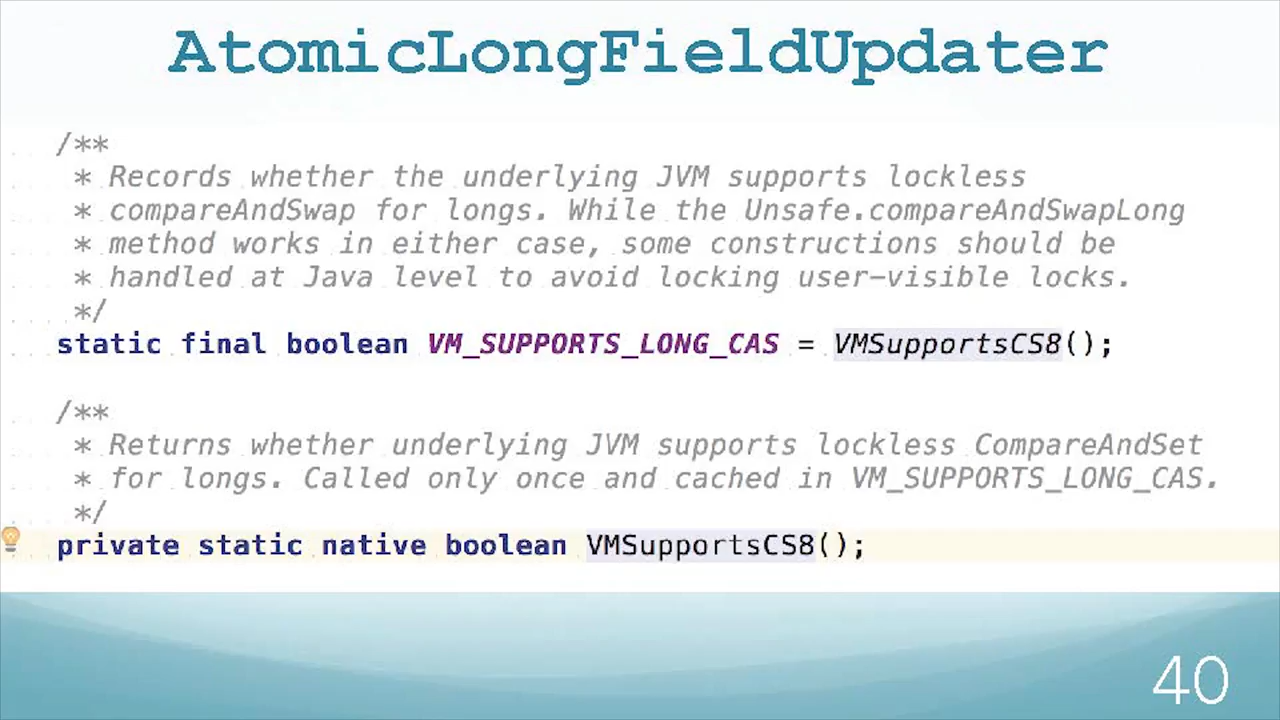 AtomicLongFieldUpdater
/**
* Records whether the underlying JVM supports lockless
* compareAndSwap for longs. While the Unsafe.compareAndSwapLong
* method works in either case, some constructions should be
* handled at Java level to avoid locking user-visible locks.
*/
static final boolean VM_SUPPORTS_LONG_CAS = VMSupportsCS8();
/**
* Returns whether underlying JVM supports lockless CompareAndSet
* for longs. Called only once and cached in VM_SUPPORTS_LONG_CAS.
*/
private static native boolean VMSupportsCS8();
40